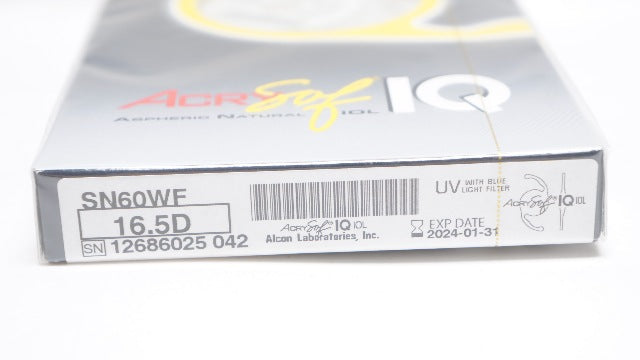 ACRYSof IQ
ASPHERIC NATURAL IOL
SN60WF
16.5D
SN 12686025 042
ACRYSof IQ IOL
Alcon Laboratories, Inc.
UV WITH BLUE LIGHT FILTER
EXP DATE
2024-01-31
ACRYSof IQ IOL